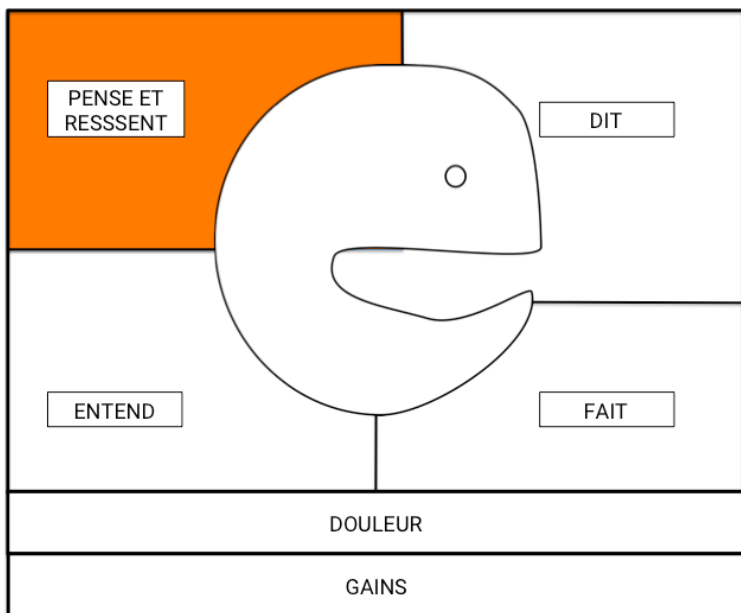 PENSE ET
RESSSENT
DIT
ENTEND
FAIT
DOULEUR
GAINS